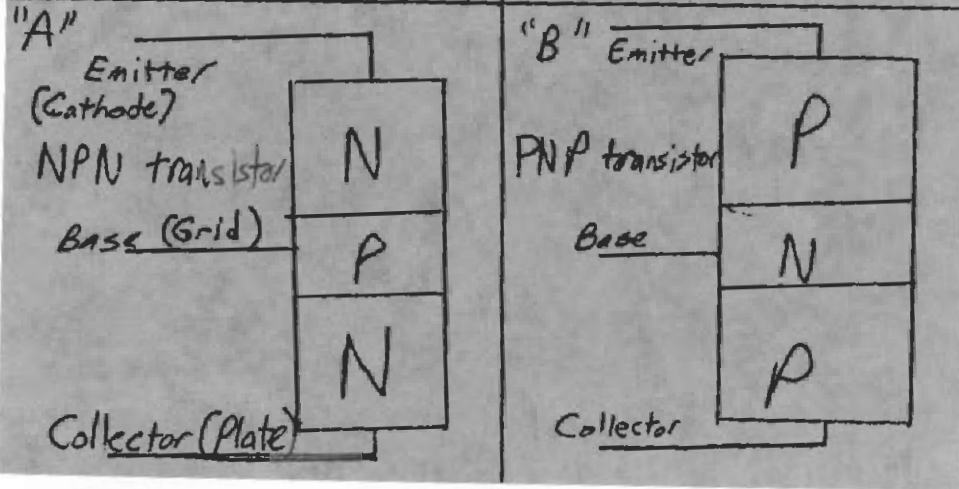 "A"
Emitter
(Cathode)
NPN transistor
Base (Grid)
Collector (Plate)
N
P
N
"B"
Emitter
PNP transistor
Base
Collector
P
N
P